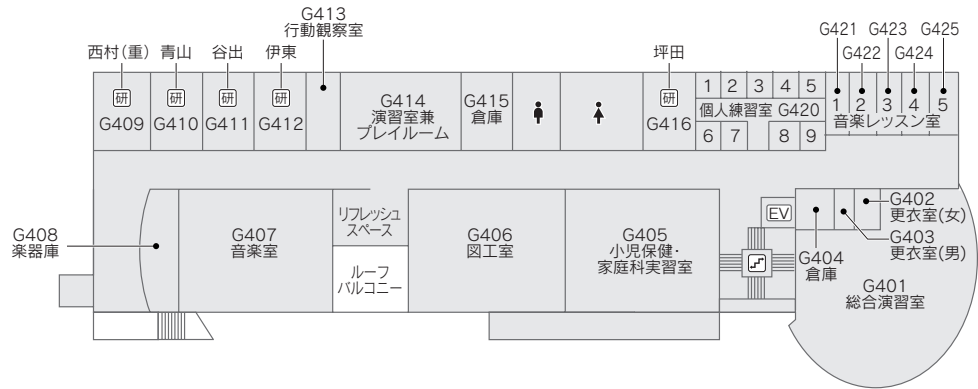 G413
行動観察室
西村(重)
青山
谷出
伊東
坪田
G421
G423
G425
G422
G424
研
G409
研
G410
研
G411
研
G412
G414
演習室兼
プレイルーム
G415
倉庫
研
G416
1 2 3 4 5
個人練習室 G420
6 7 8 9
1 2 3 4 5
音楽レッスン室
G408
楽器庫
G407
音楽室
リフレッシュ
スペース
ルーフ
バルコニー
G406
図工室
G405
小児保健・
家庭科実習室
EV
G404
倉庫
G402
更衣室(女)
G403
更衣室(男)
G401
総合演習室